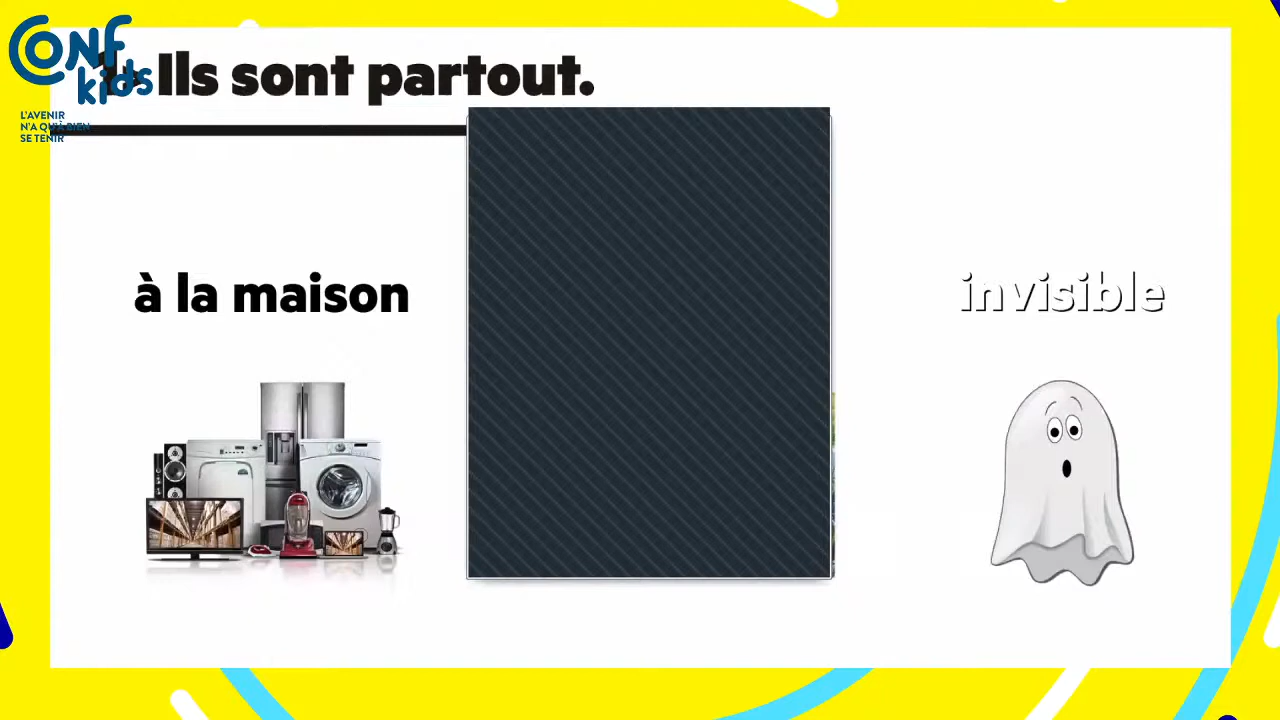 CONF
kids
L'AVENIR
N'A QU'À BIEN
SE TENIR
Ils sont partout.
à la maison
invisible